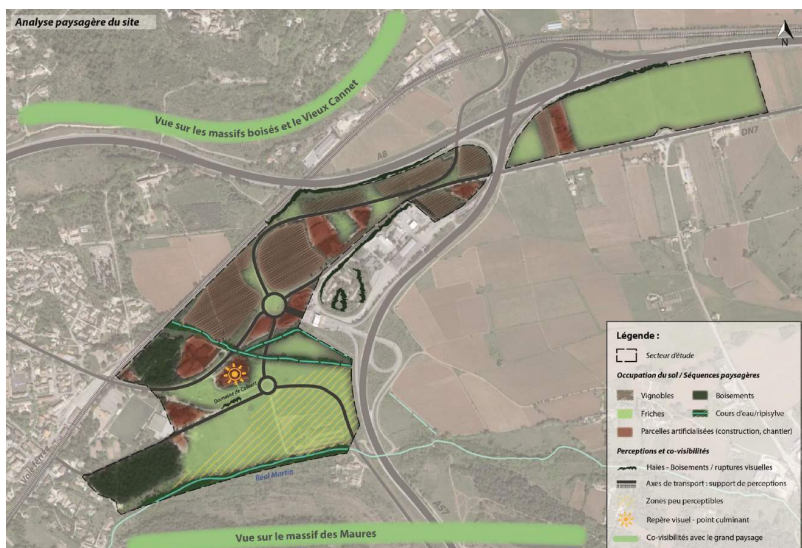 Analyse paysagère du site
N
Vue sur les massifs boisés et le Vieux Cannet
A8
DN7
Domaine de Colbert
Réal Martin
A57
Vue sur le massif des Maures
Légende :
Secteur d'étude
Occupation du sol / Séquences paysagères
Vignobles
Boisements
Friches
Cours d'eau/ripisylve
Parcelles artificialisées (construction, chantier)
Perceptions et co-visibilités
Haies - Boisements / ruptures visuelles
Axes de transport : support de perceptions
Zones peu perceptibles
Repère visuel - point culminant
Co-visibilités avec le grand paysage